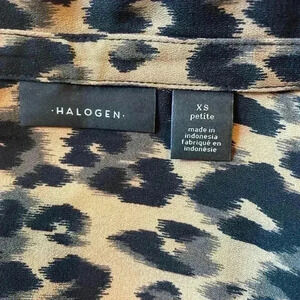 ·HALOGEN·
XS
petite
made in
indonesia
fabriqué en
indonésie